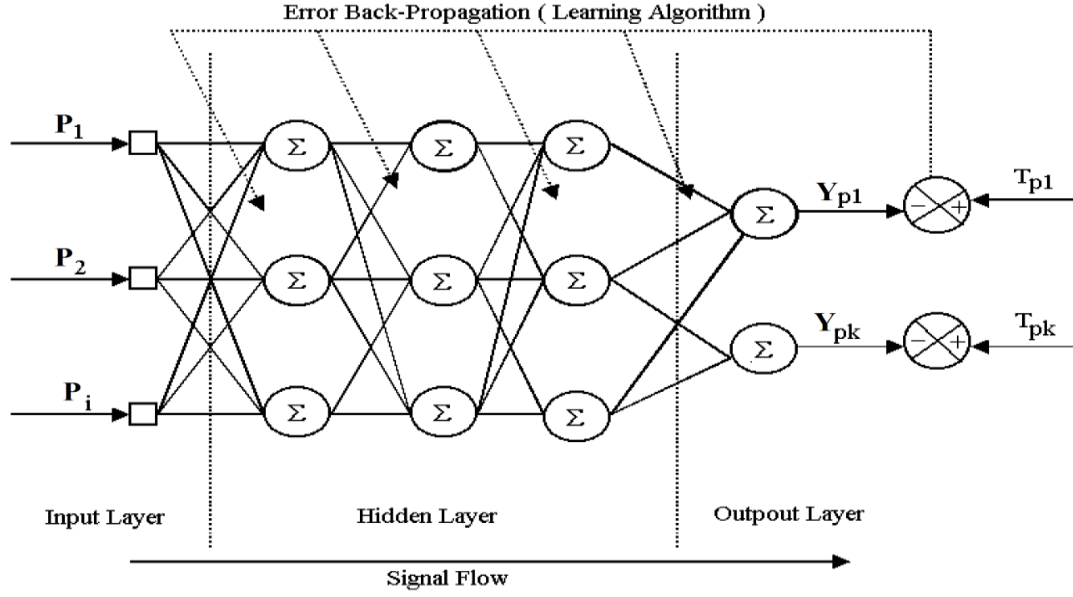 Error Back-Propagation ( Learning Algorithm )
P1
Σ
Σ
Σ
Σ
Yp1
− +
Tp1
P2
Σ
Σ
Σ
Σ
Ypk
− +
Tpk
Pi
Σ
Σ
Σ
Input Layer
Hidden Layer
Outpout Layer
Signal Flow